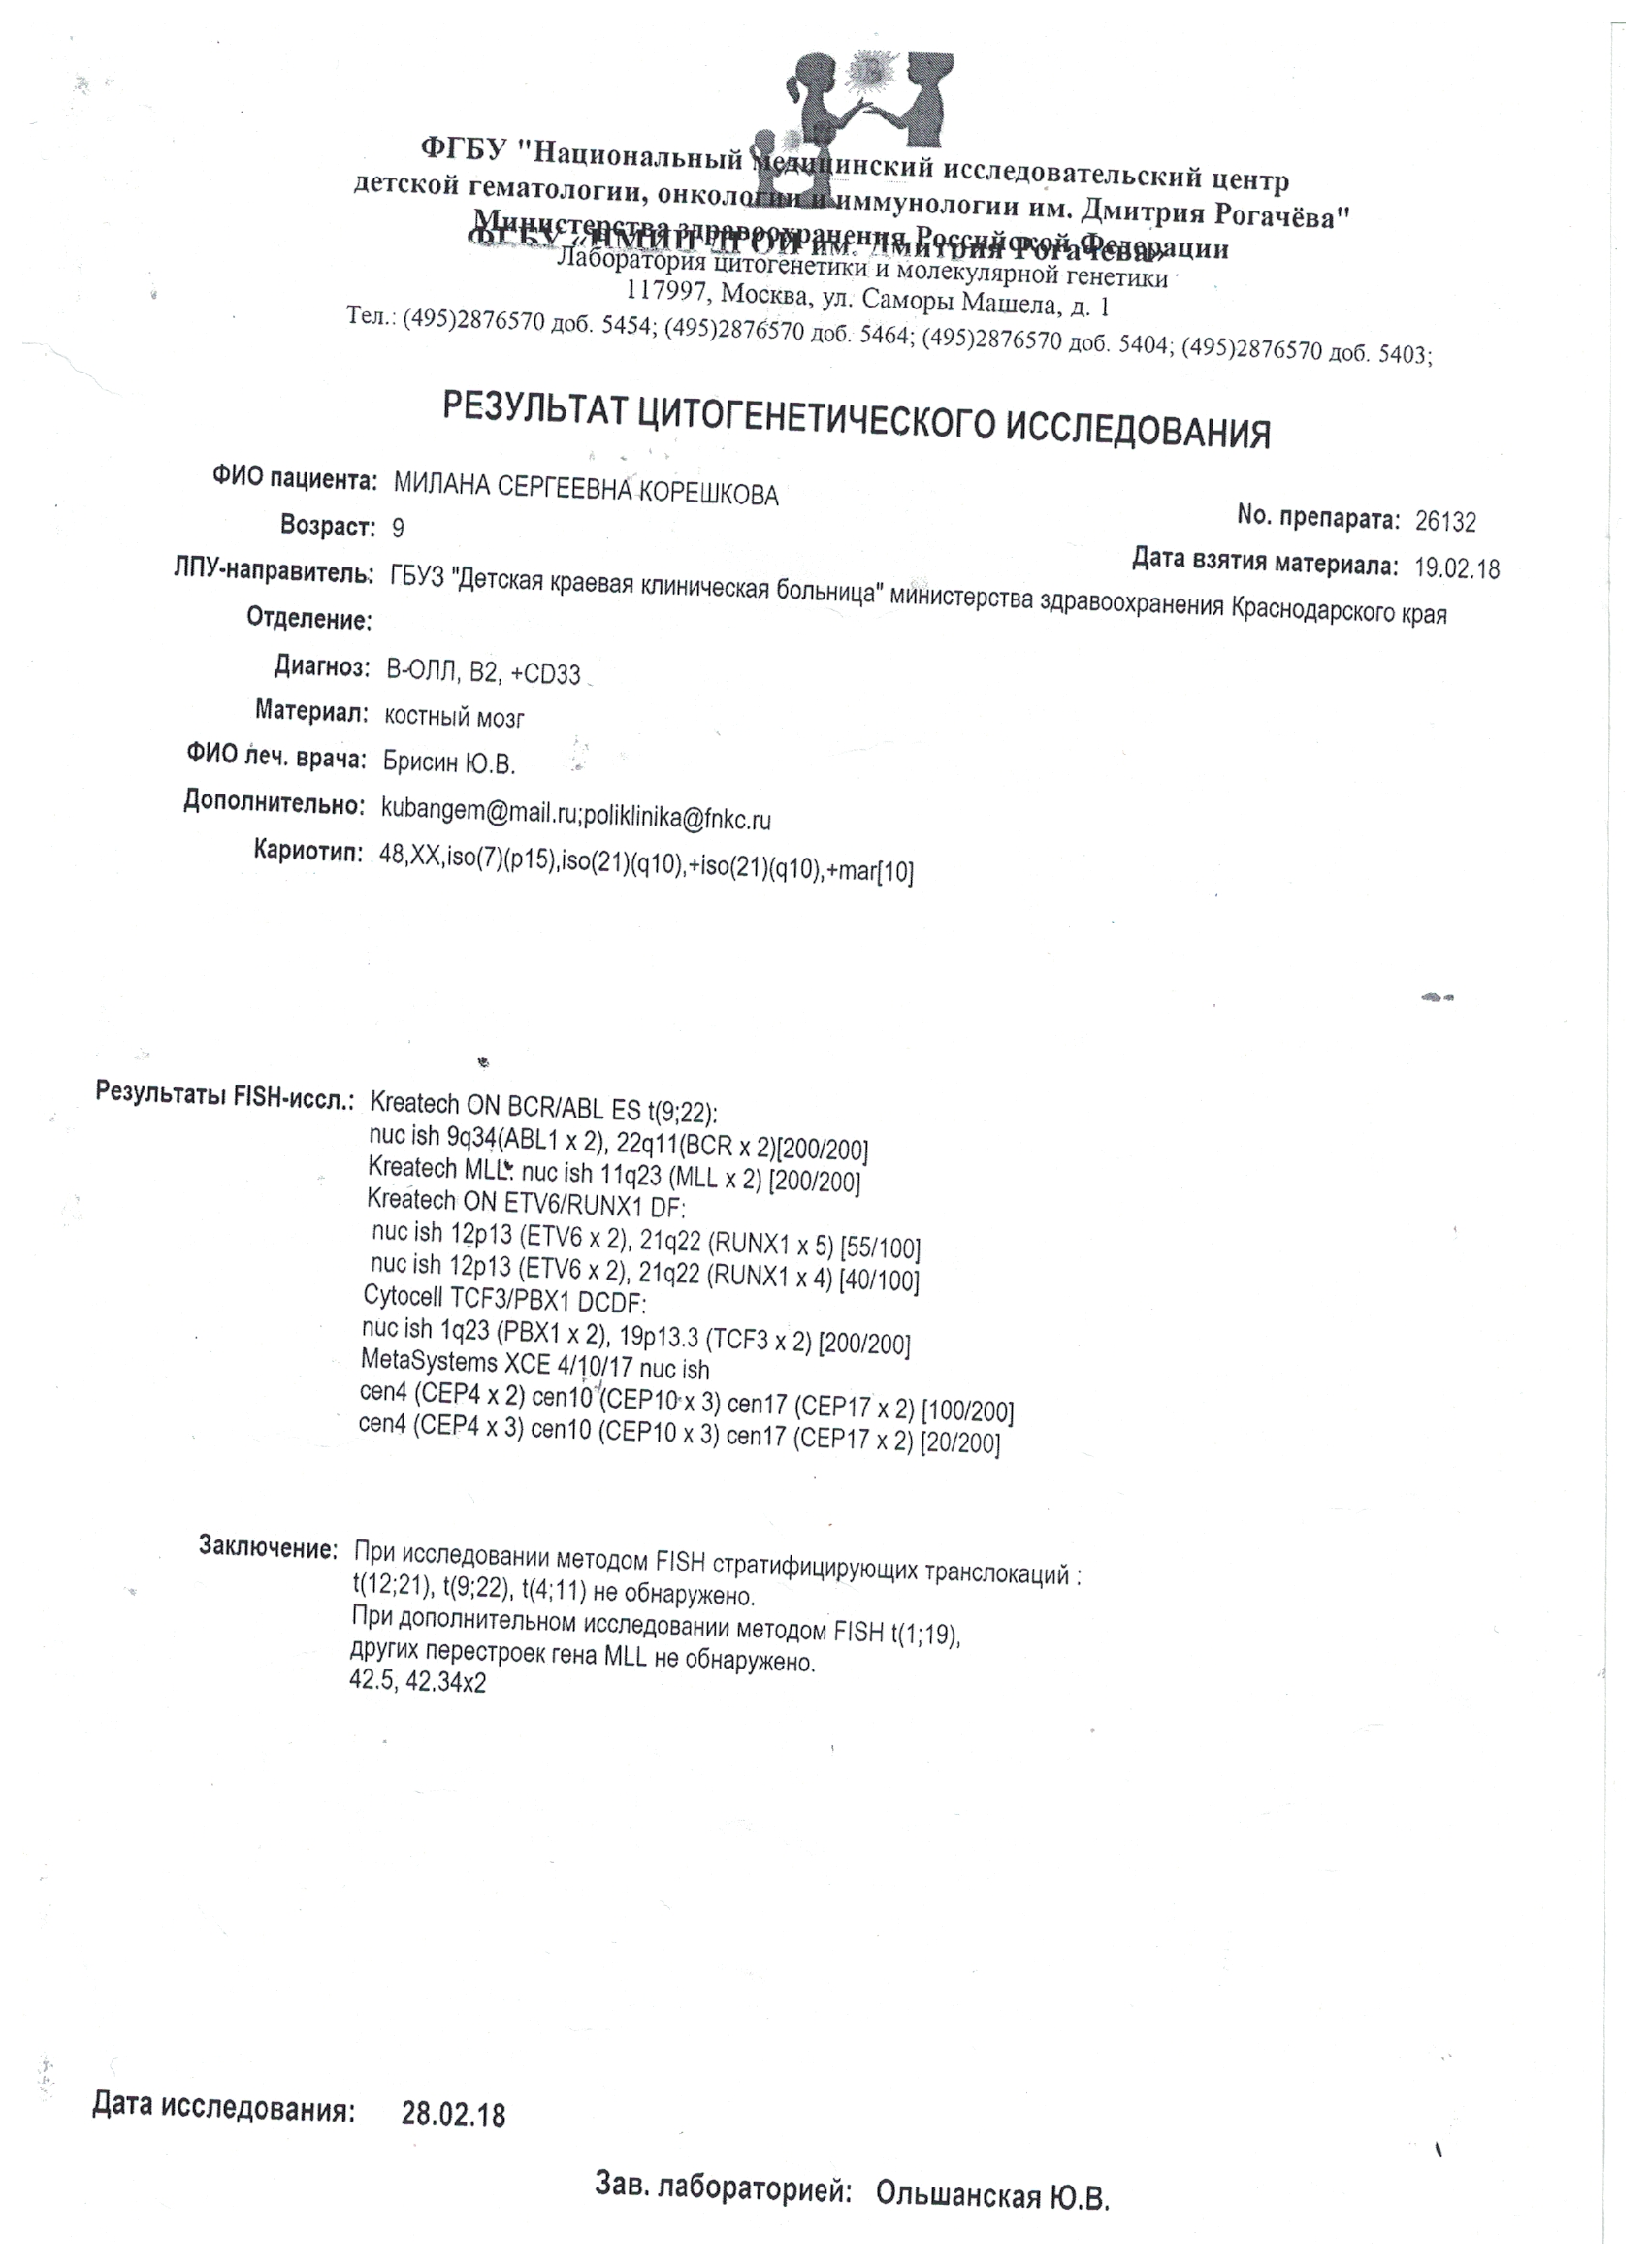 ФГБУ "Национальный медицинский исследовательский центр
детской гематологии, онкологии и иммунологии им. Дмитрия Рогачёва"
Министерства здравоохранения Российской Федерации
ФГБУ «НМИЦ ДГОИ им. Дмитрия Рогачева»
Лаборатория цитогенетики и молекулярной генетики
117997, Москва, ул. Саморы Машела, д. 1
Тел.: (495)2876570 доб. 5454; (495)2876570 доб. 5464; (495)2876570 доб. 5404; (495)2876570 доб. 5403;
РЕЗУЛЬТАТ ЦИТОГЕНЕТИЧЕСКОГО ИССЛЕДОВАНИЯ
ФИО пациента: МИЛАНА СЕРГЕЕВНА КОРЕШКОВА
No. препарата: 26132
Возраст: 9
Дата взятия материала: 19.02.18
ЛПУ-направитель: ГБУЗ "Детская краевая клиническая больница" министерства здравоохранения Краснодарского края
Отделение:
Диагноз: В-ОЛЛ, В2, +CD33
Материал: костный мозг
ФИО леч. врача: Брисин Ю.В.
Дополнительно: kubangem@mail.ru;poliklinika@fnkc.ru
Кариотип: 48,XX,iso(7)(p15),iso(21)(q10),+iso(21)(q10),+mar[10]
Результаты FISH-иссл.: Kreatech ON BCR/ABL ES t(9;22):
nuc ish 9q34(ABL1 x 2), 22q11(BCR x 2)[200/200]
Kreatech MLL: nuc ish 11q23 (MLL x 2) [200/200]
Kreatech ON ETV6/RUNX1 DF:
nuc ish 12p13 (ETV6 x 2), 21q22 (RUNX1 x 5) [55/100]
nuc ish 12p13 (ETV6 x 2), 21q22 (RUNX1 x 4) [40/100]
Cytocell TCF3/PBX1 DCDF:
nuc ish 1q23 (PBX1 x 2), 19p13.3 (TCF3 x 2) [200/200]
MetaSystems XCE 4/10/17 nuc ish
cen4 (CEP4 x 2) cen10 (CEP10 x 3) cen17 (CEP17 x 2) [100/200]
cen4 (CEP4 x 3) cen10 (CEP10 x 3) cen17 (CEP17 x 2) [20/200]
Заключение: При исследовании методом FISH стратифицирующих транслокаций :
t(12;21), t(9;22), t(4;11) не обнаружено.
При дополнительном исследовании методом FISH t(1;19),
других перестроек гена MLL не обнаружено.
42.5, 42.34x2
Дата исследования: 28.02.18
Зав. лабораторией: Ольшанская Ю.В.